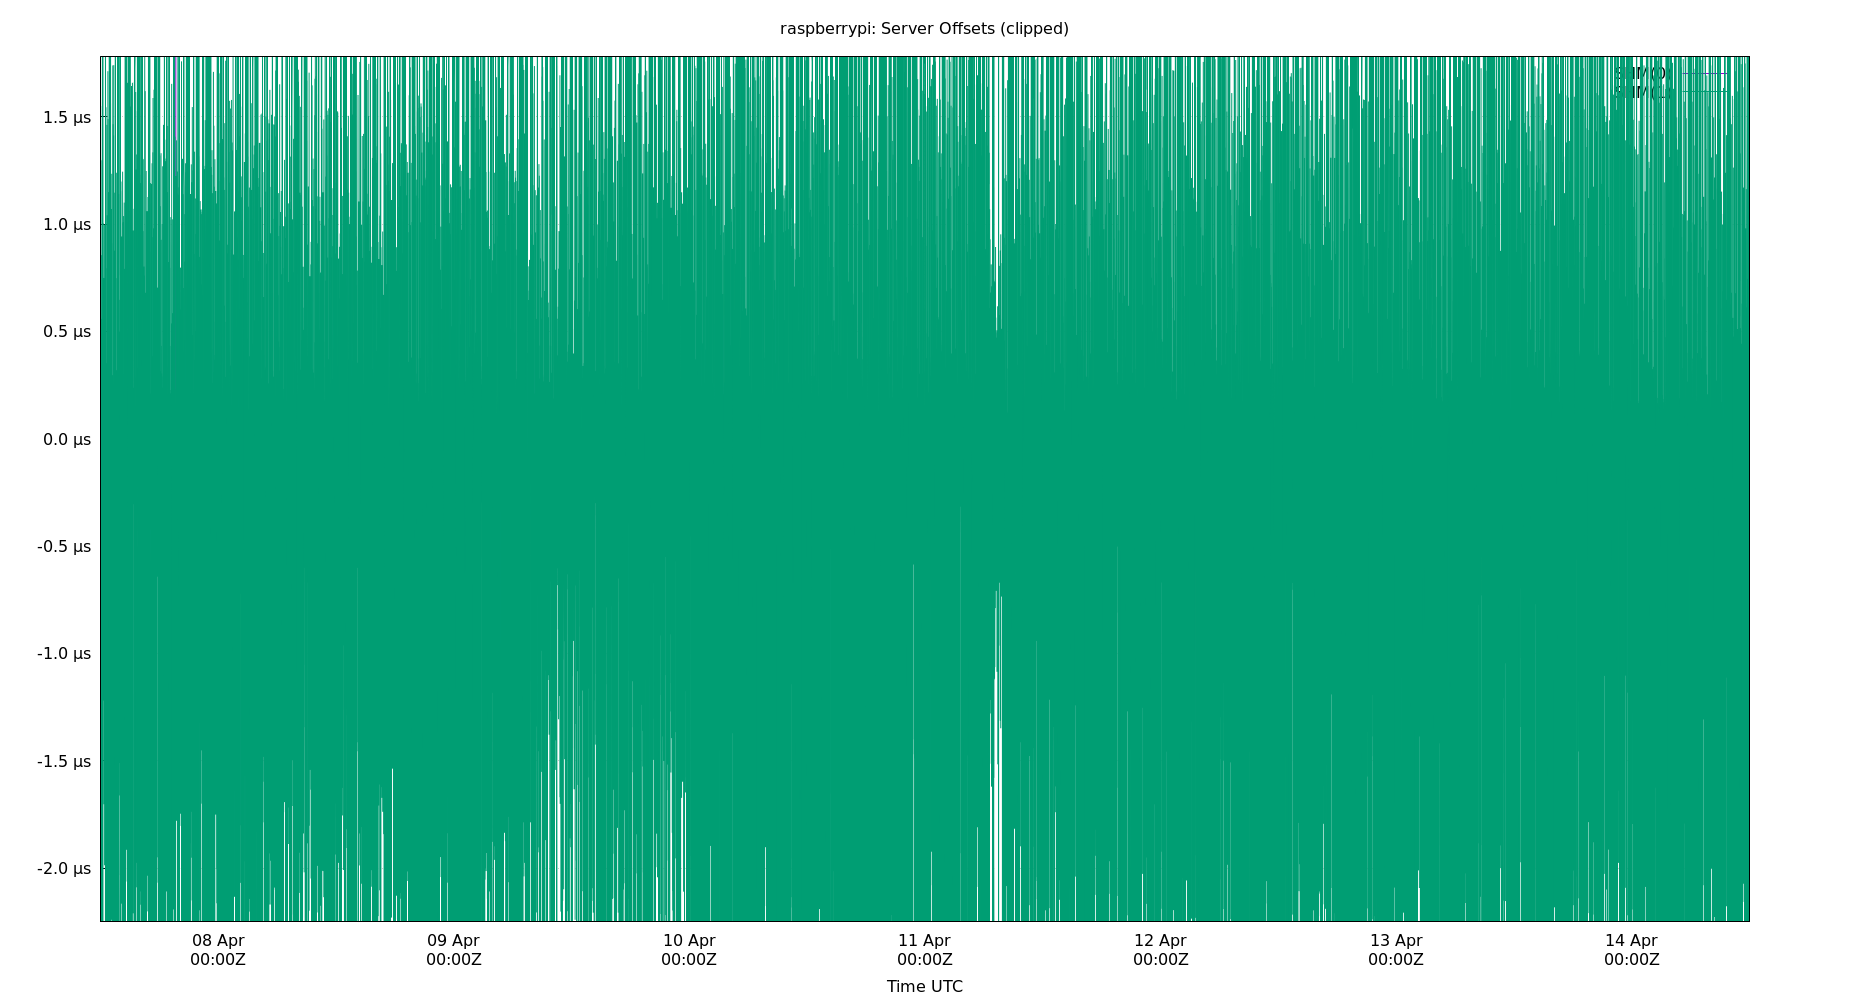 raspberrypi: Server Offsets (clipped)
1.5 µs
1.0 µs
0.5 µs
0.0 µs
-0.5 µs
-1.0 µs
-1.5 µs
-2.0 µs
08 Apr 09 Apr 10 Apr 11 Apr 12 Apr 13 Apr 14 Apr
00:00Z 00:00Z 00:00Z 00:00Z 00:00Z 00:00Z 00:00Z
Time UTC